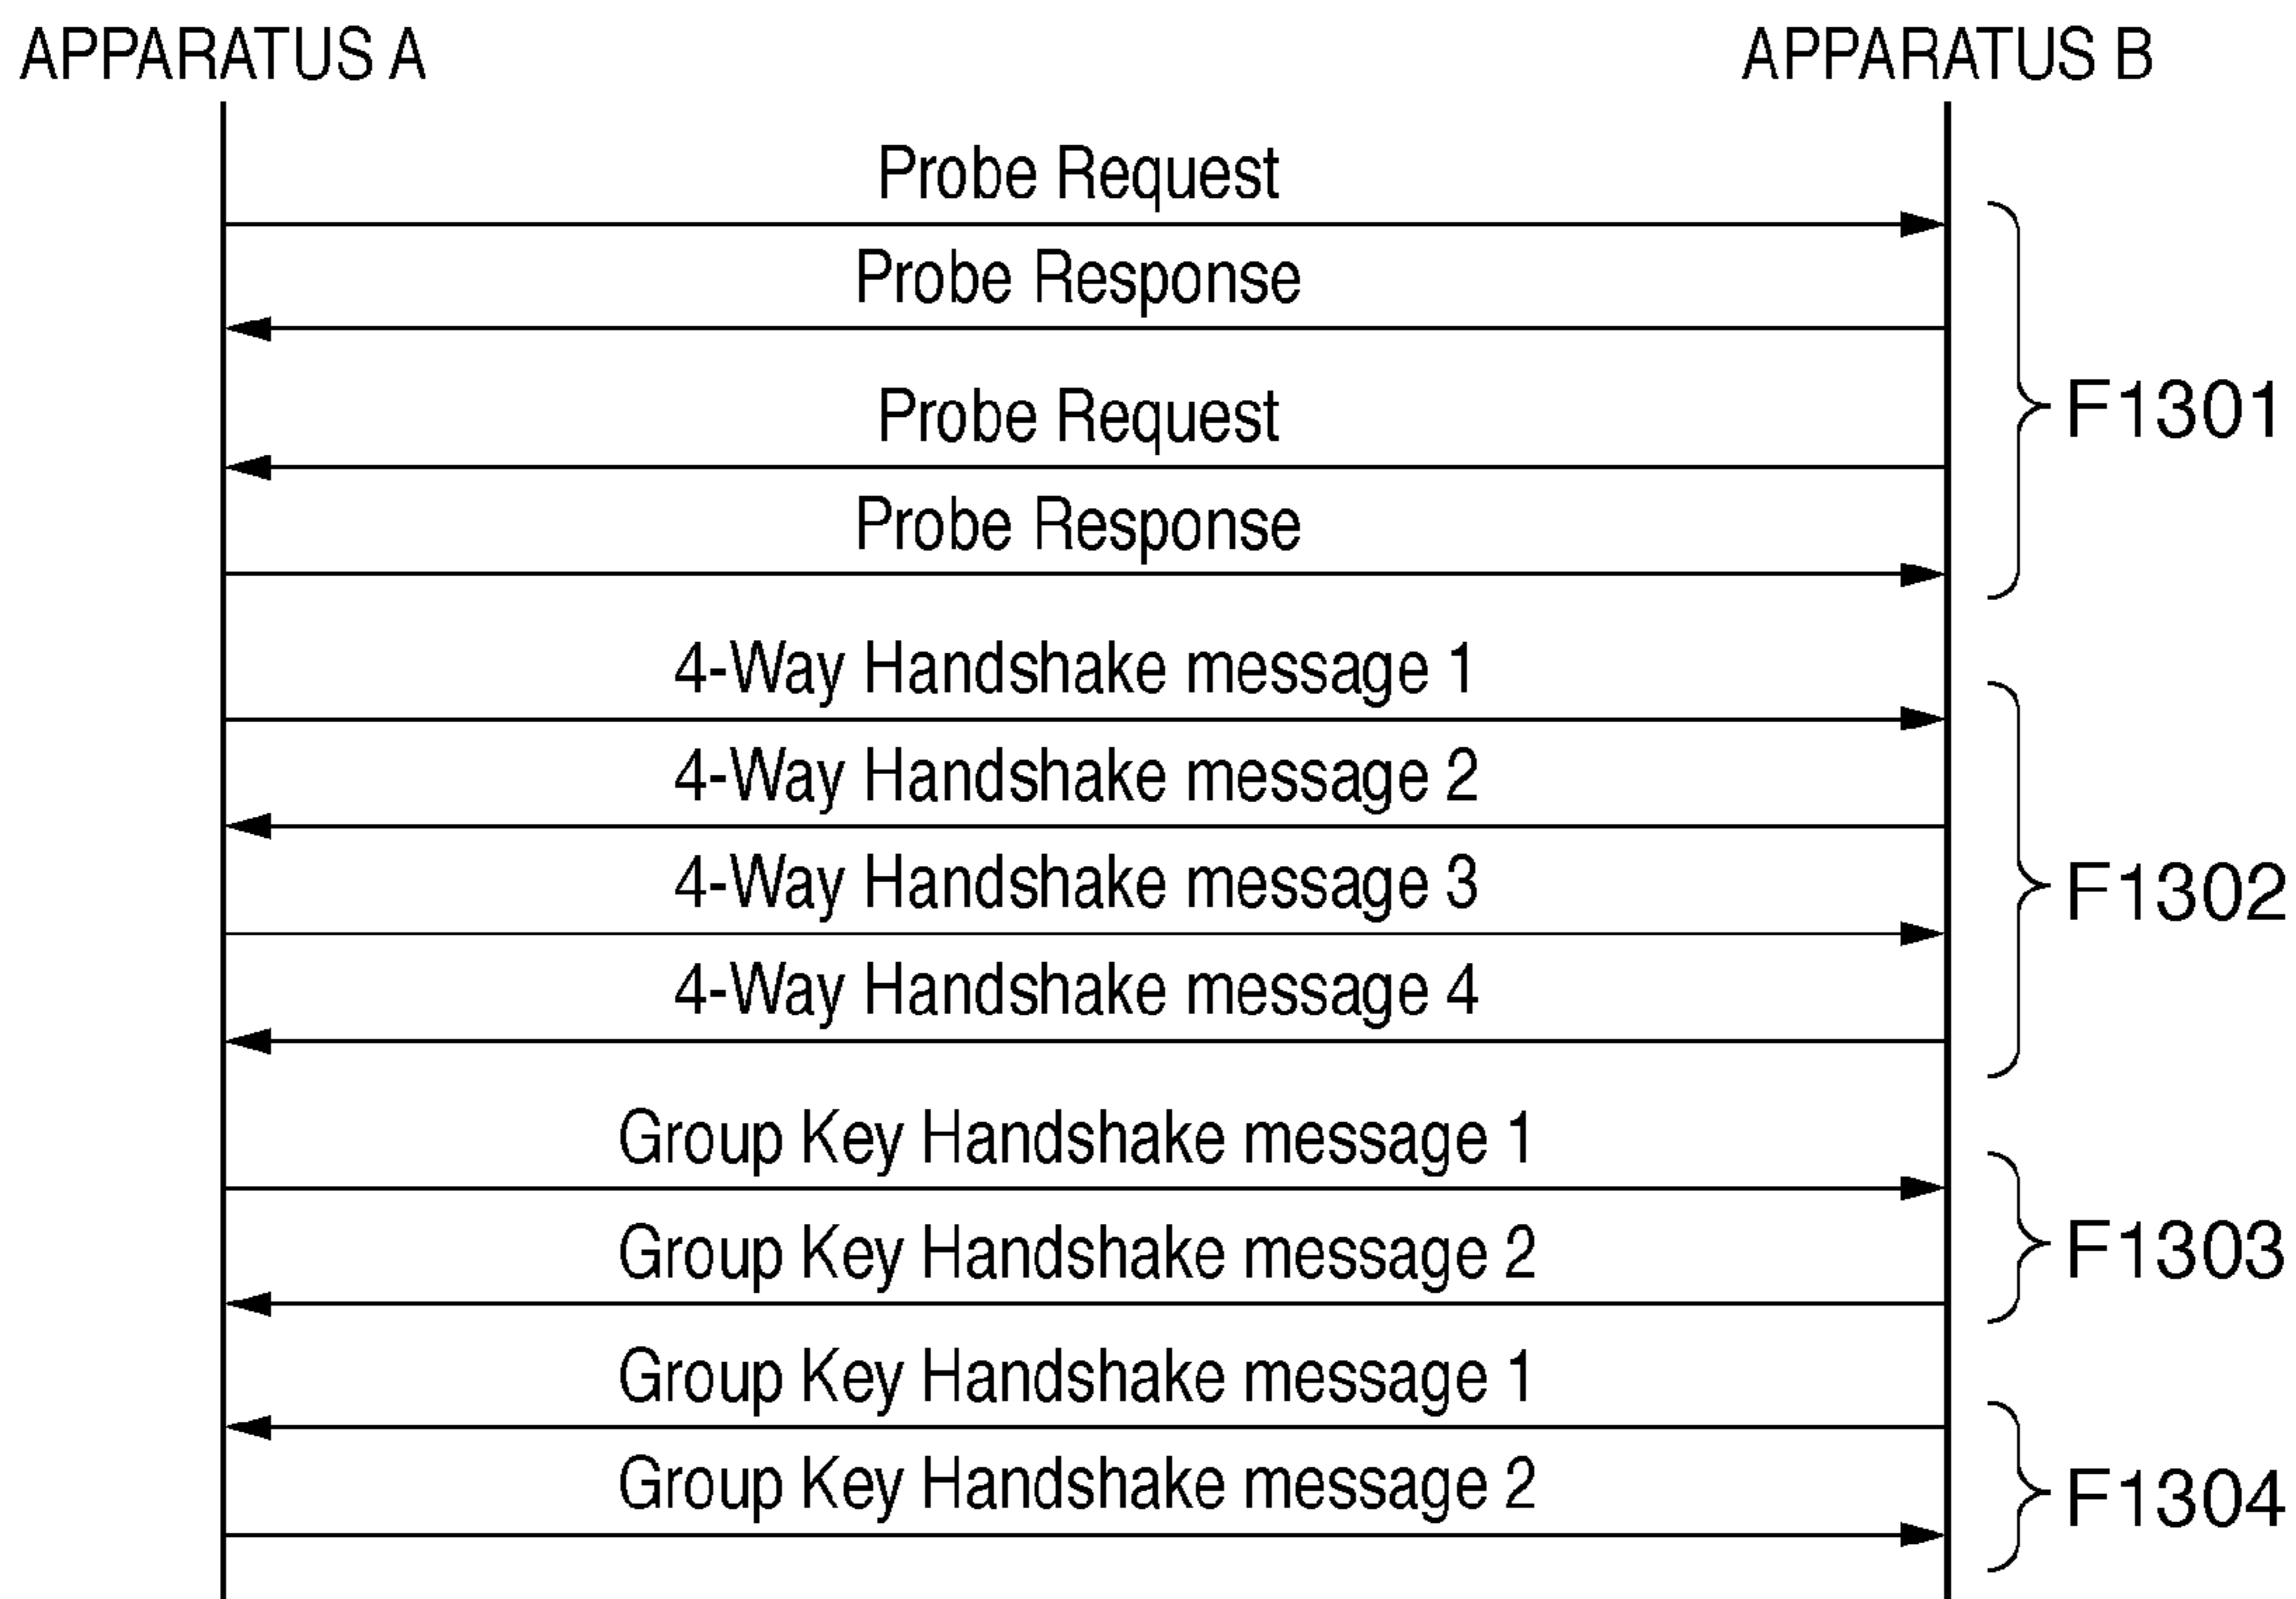 APPARATUS A
APPARATUS B
Probe Request
Probe Response
Probe Request
F1301
Probe Response
4-Way Handshake message 1
4-Way Handshake message 2
4-Way Handshake message 3
F1302
4-Way Handshake message 4
Group Key Handshake message 1
Group Key Handshake message 2
F1303
Group Key Handshake message 1
Group Key Handshake message 2
F1304